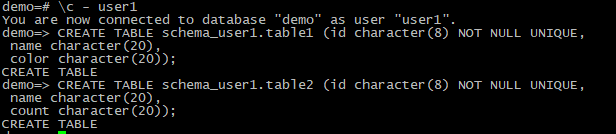 demo=# \c - user1
You are now connected to database "demo" as user "user1".
demo=> CREATE TABLE schema_user1.table1 (id character(8) NOT NULL UNIQUE,
 name character(20),
 color character(20));
CREATE TABLE
demo=> CREATE TABLE schema_user1.table2 (id character(8) NOT NULL UNIQUE,
 name character(20),
 count character(20));
CREATE TABLE